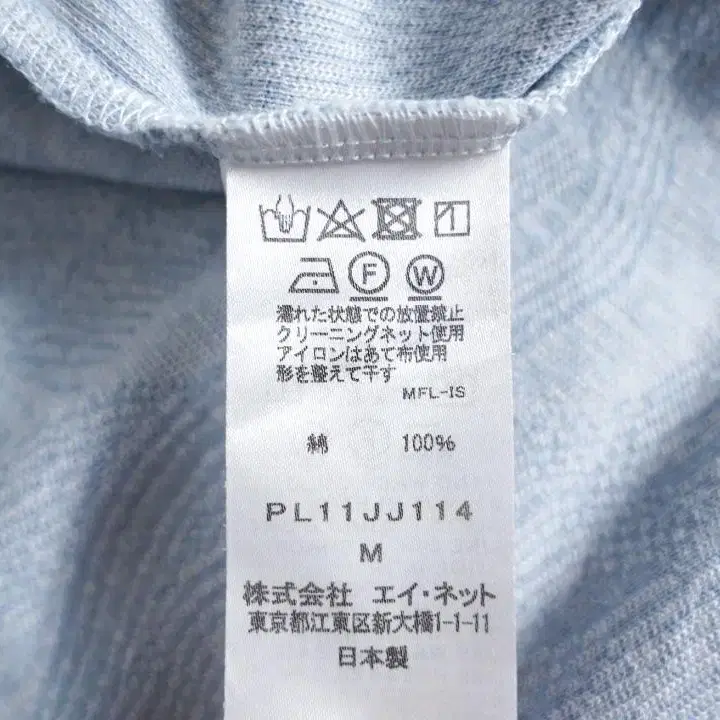 F W
濡れた状態での放置禁止
クリーニングネット使用
アイロンはあて布使用
形を整えて干す
MFL-IS
綿 100%
PL11JJ114
M
株式会社 エイ・ネット
東京都江東区新大橋1-1-11
日本製